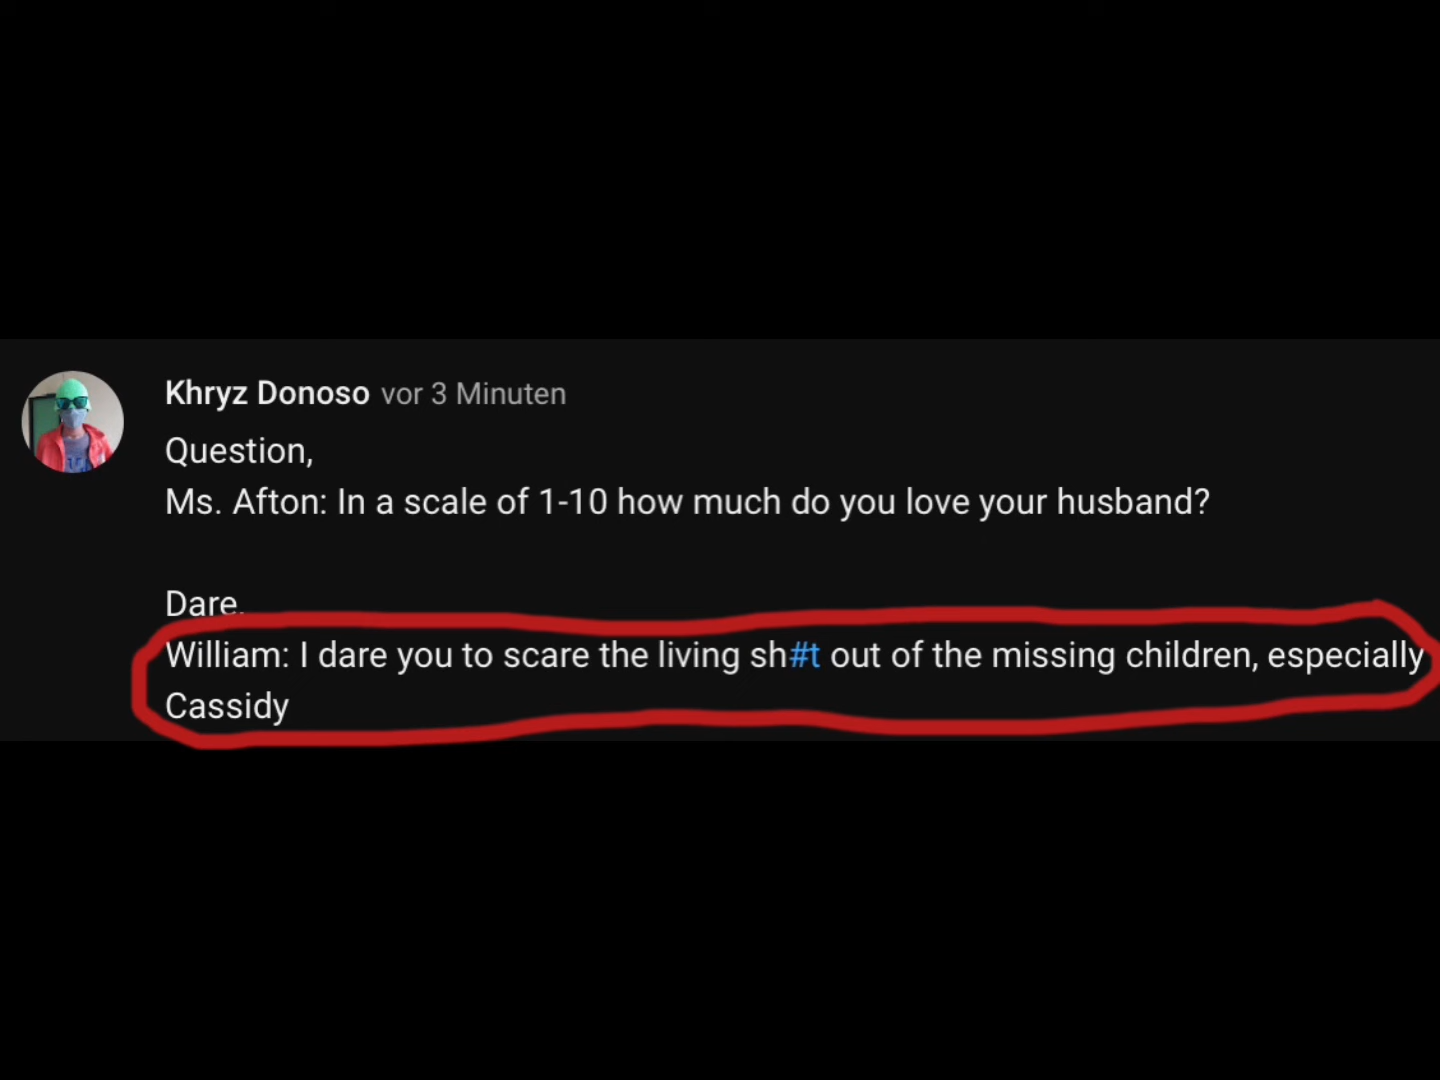 Khryz Donoso vor 3 Minuten
Question,
Ms. Afton: In a scale of 1-10 how much do you love your husband?
Dare,
William: I dare you to scare the living sh#t out of the missing children, especially
Cassidy